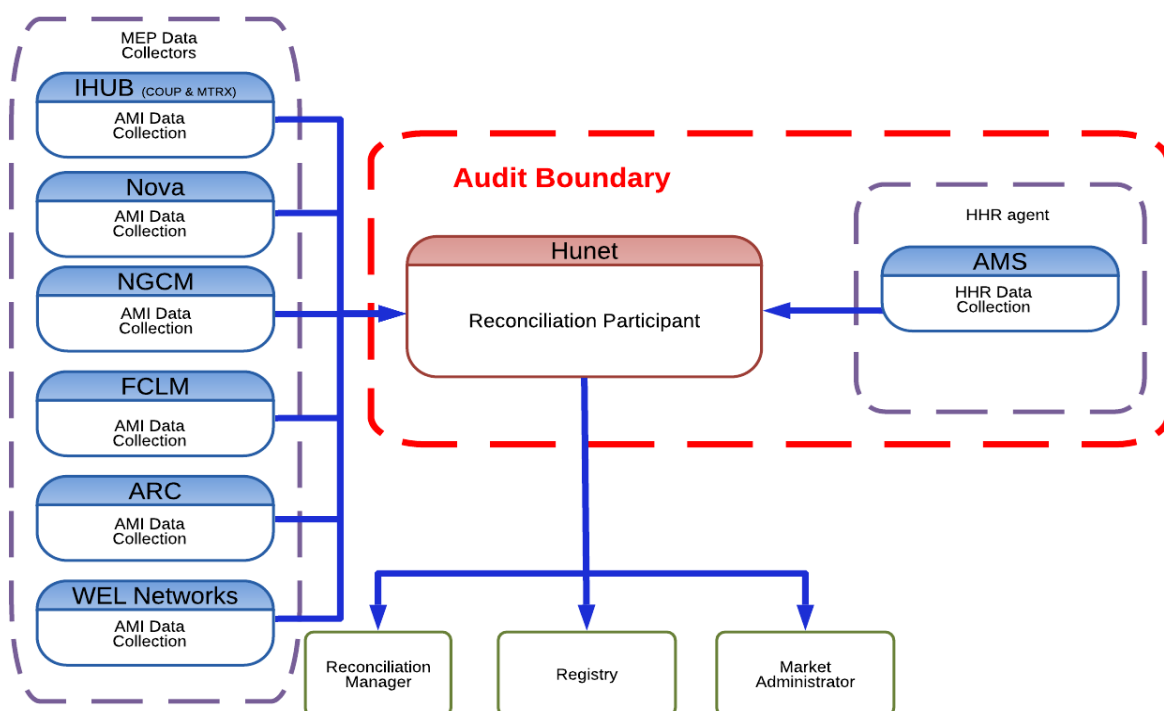 MEP Data
Collectors
IHUB (COUP & MTRX)
AMI Data
Collection
Nova
AMI Data
Collection
NGCM
AMI Data
Collection
FCLM
AMI Data
Collection
ARC
AMI Data
Collection
WEL Networks
AMI Data
Collection
Audit Boundary
Hunet
Reconciliation Participant
HHR agent
AMS
HHR Data
Collection
Reconciliation
Manager
Registry
Market
Administrator